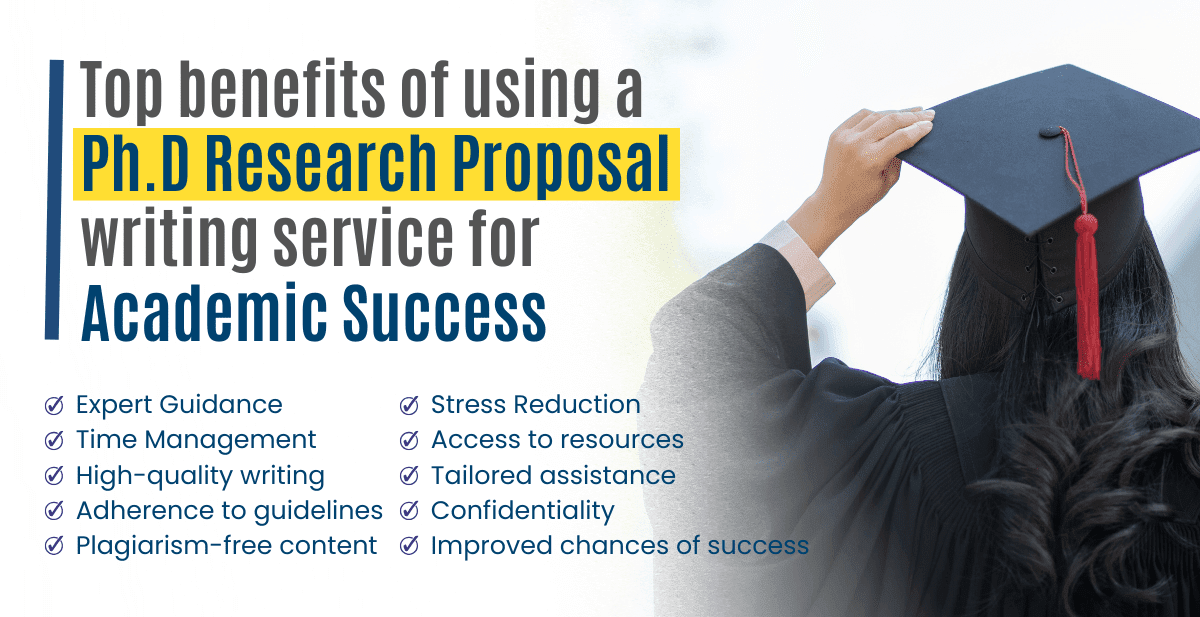 Top benefits of using a
Ph.D Research Proposal
writing service for
Academic Success
Expert Guidance
Time Management
High-quality writing
Adherence to guidelines
Plagiarism-free content
Stress Reduction
Access to resources
Tailored assistance
Confidentiality
Improved chances of success